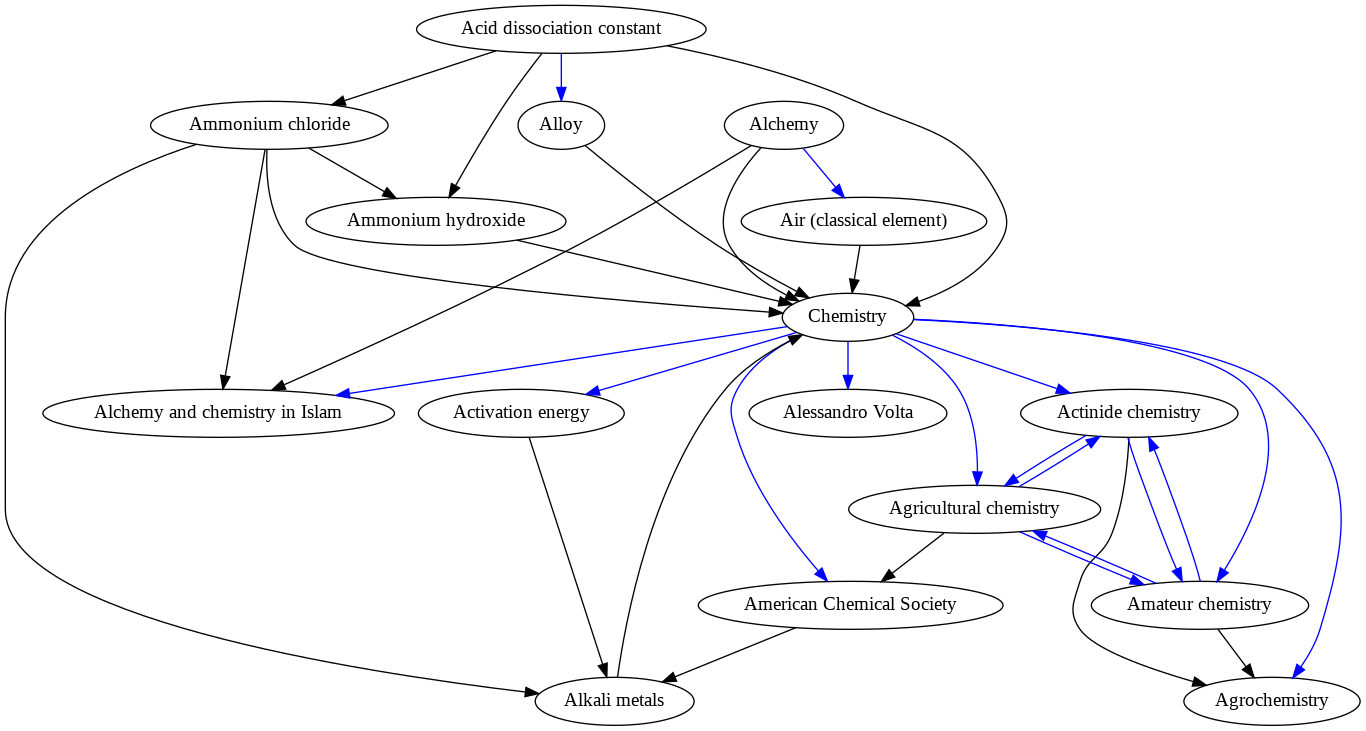 Acid dissociation constant
Ammonium chloride
Alloy
Alchemy
Ammonium hydroxide
Air (classical element)
Chemistry
Alchemy and chemistry in Islam
Activation energy
Alessandro Volta
Actinide chemistry
Agricultural chemistry
American Chemical Society
Amateur chemistry
Alkali metals
Agrochemistry